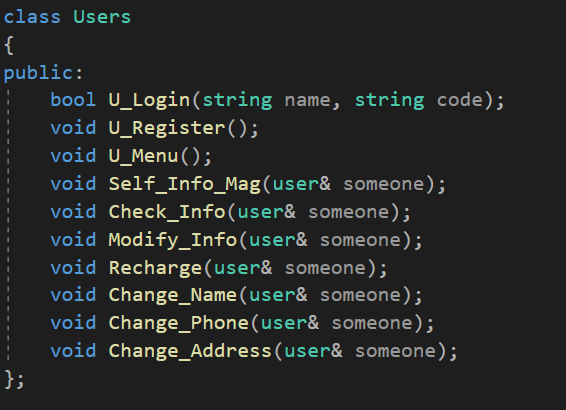 class Users
{
public:
    bool U_Login(string name, string code);
    void U_Register();
    void U_Menu();
    void Self_Info_Mag(user& someone);
    void Check_Info(user& someone);
    void Modify_Info(user& someone);
    void Recharge(user& someone);
    void Change_Name(user& someone);
    void Change_Phone(user& someone);
    void Change_Address(user& someone);
};